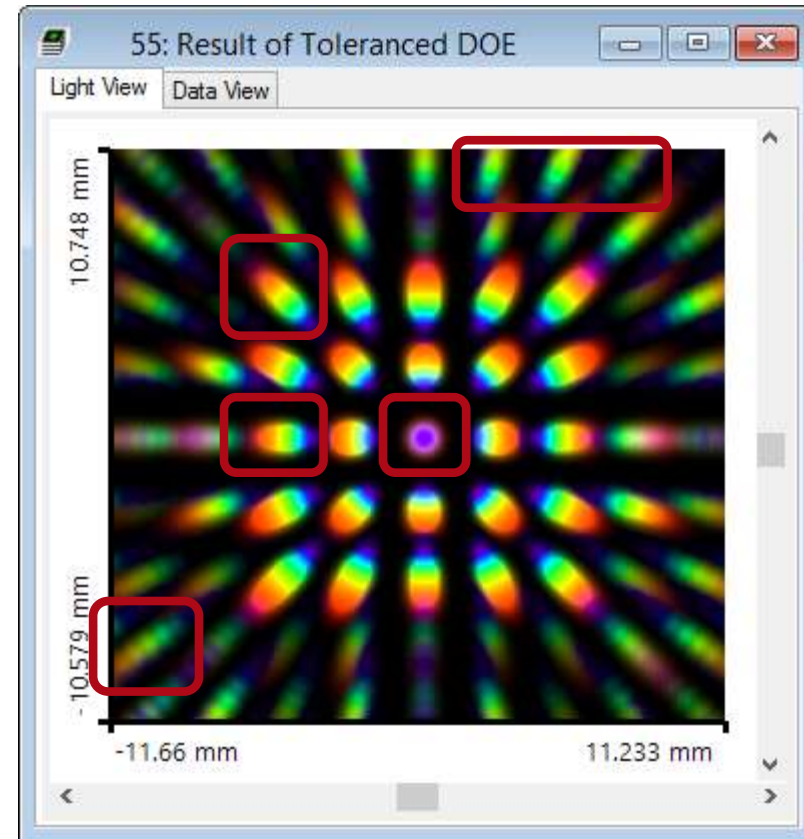 55: Result of Toleranced DOE
Light View Data View
10.748 mm
-10.579 mm
-11.66 mm 11.233 mm